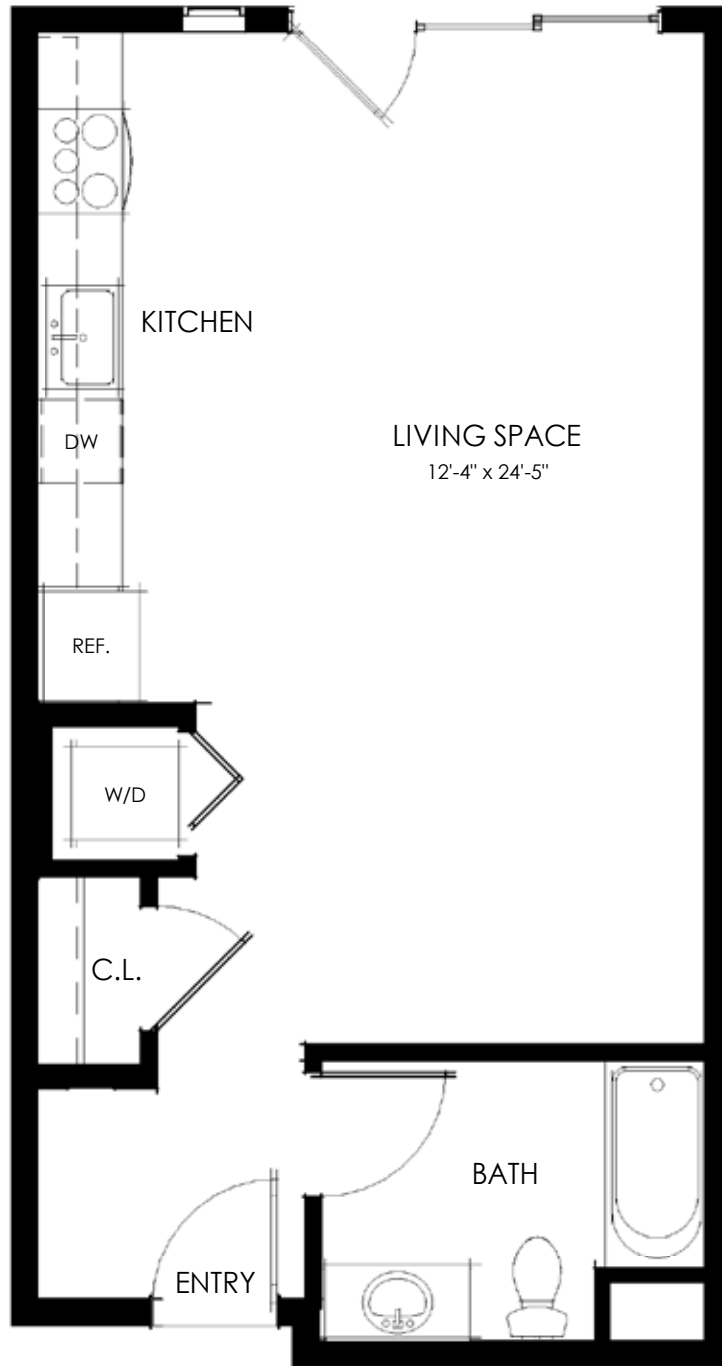 KITCHEN
LIVING SPACE
12'-4" x 24'-5"
DW
REF.
W/D
C.L.
BATH
ENTRY